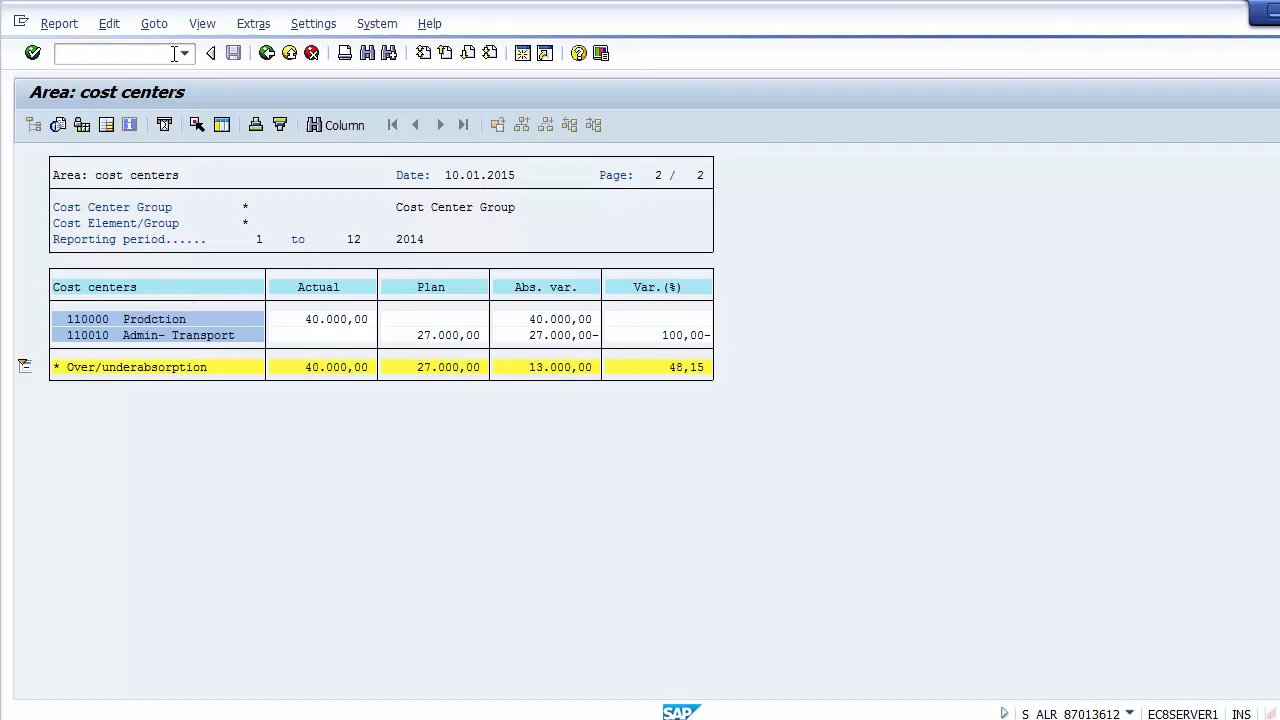 Report Edit Goto View Extras Settings System Help
Area: cost centers
Column
Area: cost centers Date: 10.01.2015 Page: 2 / 2
Cost Center Group * Cost Center Group
Cost Element/Group *
Reporting period...... 1 to 12 2014
Cost centers Actual Plan Abs. var. Var.(%)
110000 Prodction 40.000,00 40.000,00
110010 Admin- Transport 27.000,00 27.000,00- 100,00-
* Over/underabsorption 40.000,00 27.000,00 13.000,00 48,15
SAP S_ALR_87013612 EC8SERVER1 INS